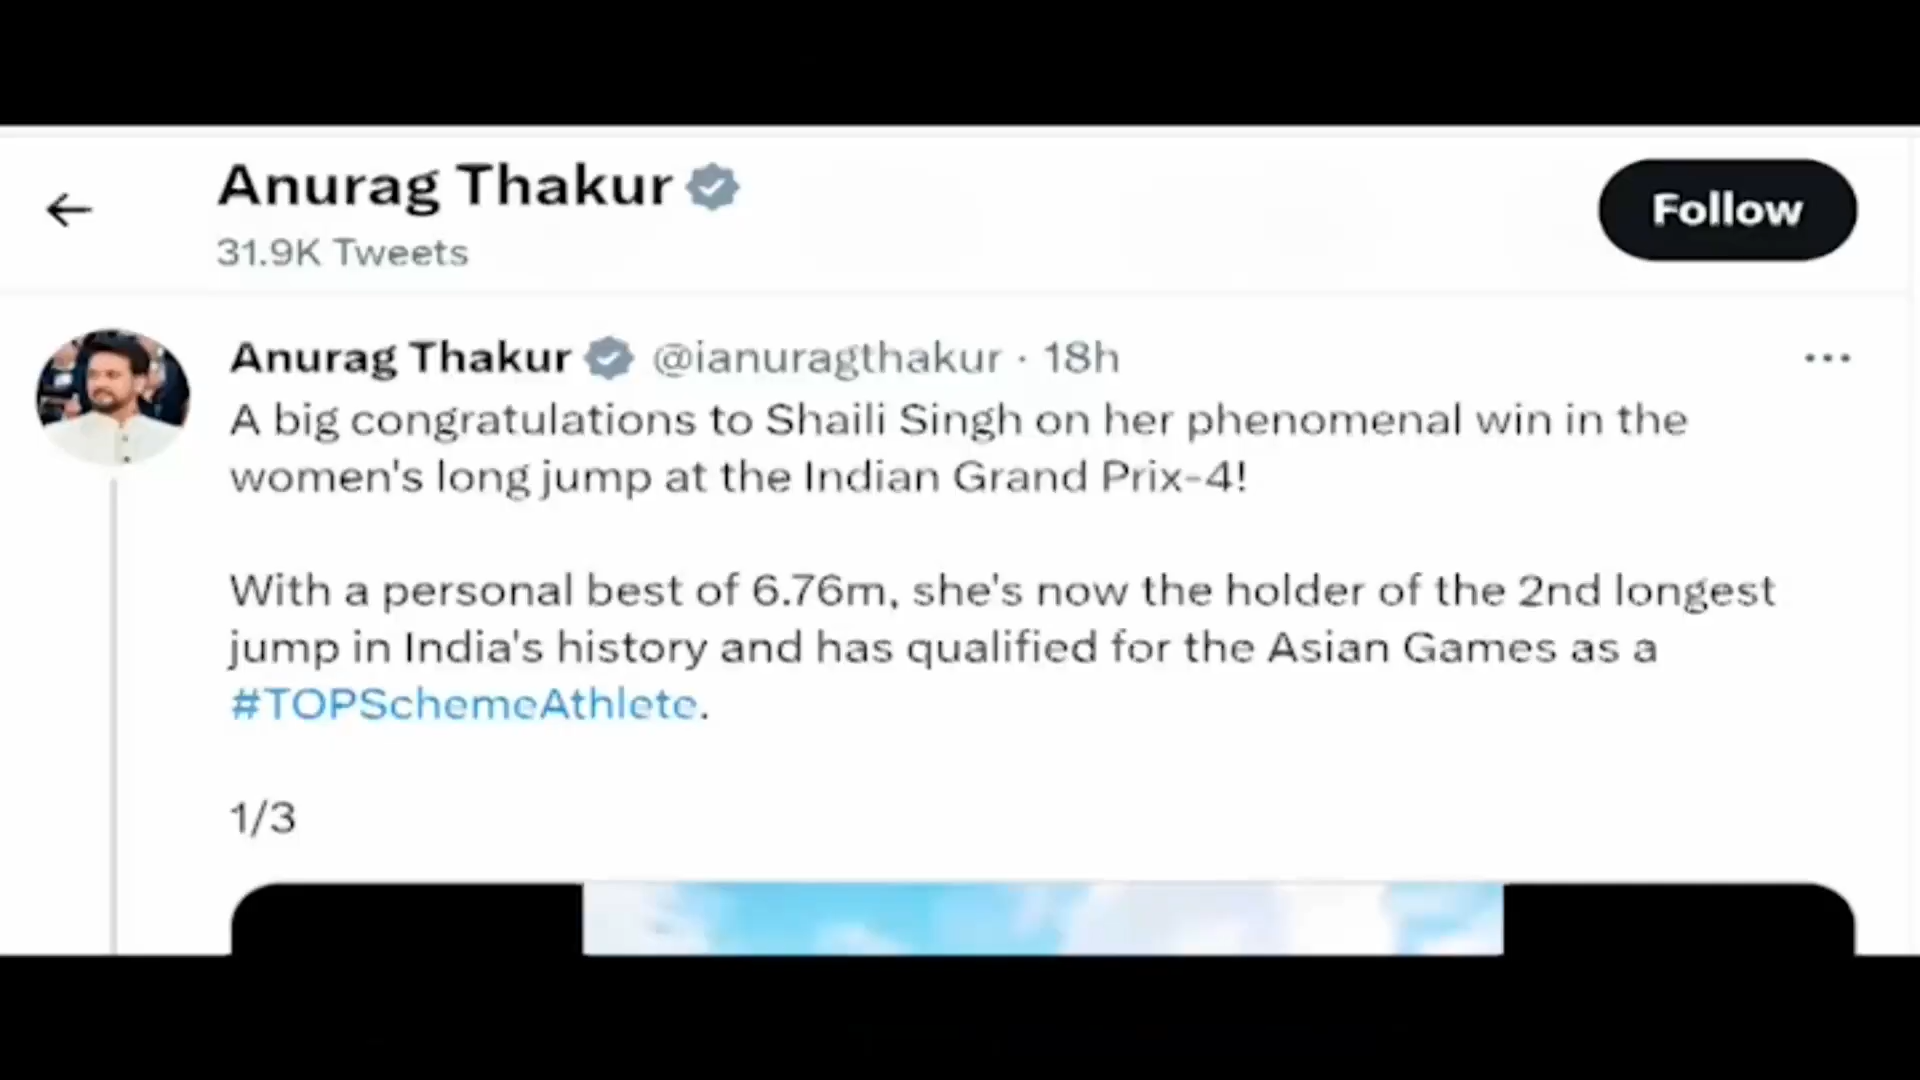 Anurag Thakur
31.9K Tweets
Follow
Anurag Thakur @ianuragthakur · 18h
A big congratulations to Shaili Singh on her phenomenal win in the
women's long jump at the Indian Grand Prix-4!
With a personal best of 6.76m, she's now the holder of the 2nd longest
jump in India's history and has qualified for the Asian Games as a
#TOPSchemeAthlete.
1/3